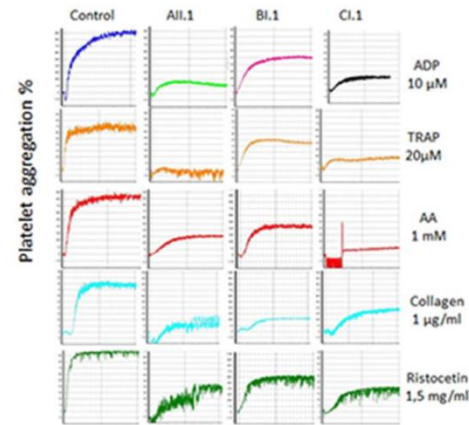 Control AII.1 BI.1 CI.1
Platelet aggregation %
ADP
10 µM
TRAP
20µM
AA
1 mM
Collagen
1 µg/ml
Ristocetin
1,5 mg/ml